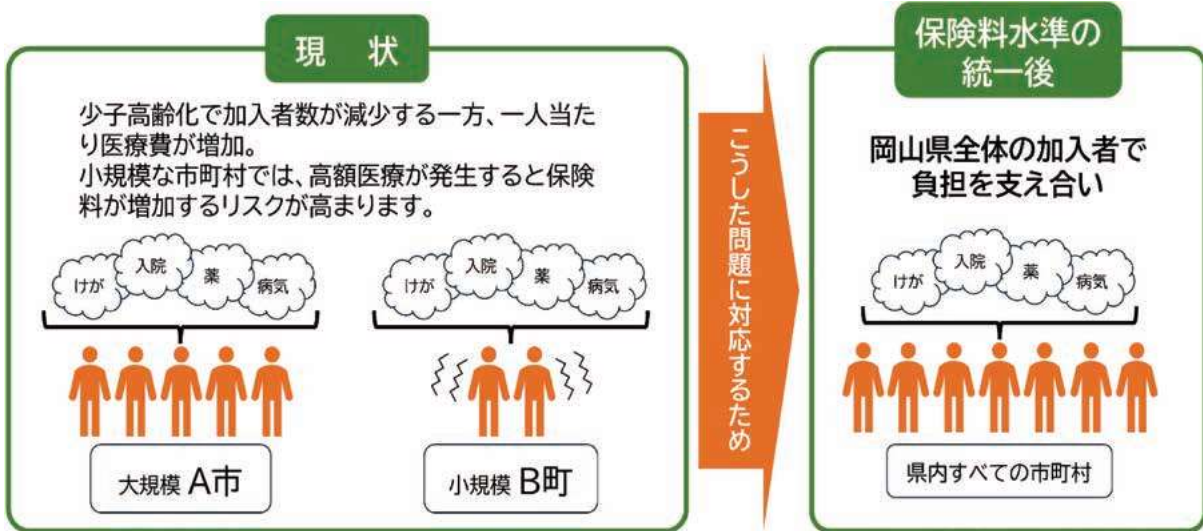 現　状
少子高齢化で加入者数が減少する一方、一人当た
り医療費が増加。
小規模な市町村では、高額医療が発生すると保険
料が増加するリスクが高まります。
けが
入院
薬
病気
大規模 A市
けが
入院
薬
病気
小規模 B町
こうした問題に対応するため
保険料水準の
統一後
岡山県全体の加入者で
負担を支え合い
けが
入院
薬
病気
県内すべての市町村